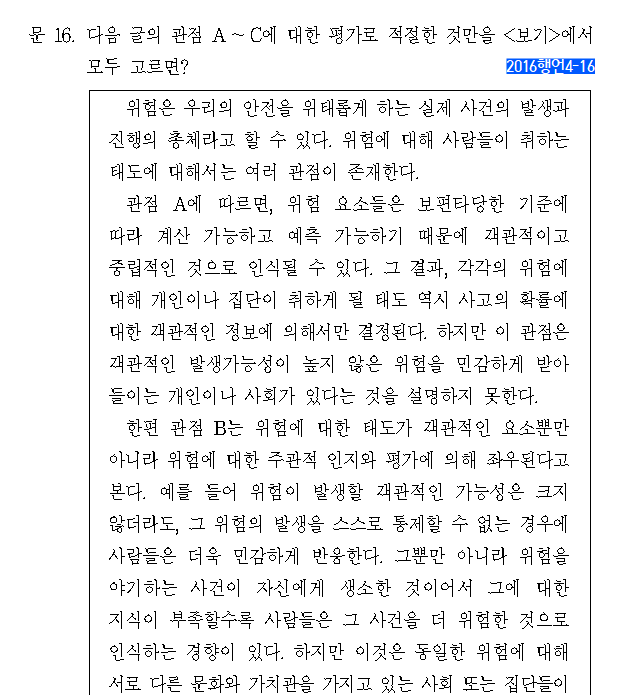 문 16. 다음 글의 관점 A～C에 대한 평가로 적절한 것만을 <보기>에서
모두 고르면?
2016행언4-16
위험은 우리의 안전을 위태롭게 하는 실제 사건의 발생과
진행의 총체라고 할 수 있다. 위험에 대해 사람들이 취하는
태도에 대해서는 여러 관점이 존재한다.
관점 A에 따르면, 위험 요소들은 보편타당한 기준에
따라 계산 가능하고 예측 가능하기 때문에 객관적이고
중립적인 것으로 인식될 수 있다. 그 결과, 각각의 위험에
대해 개인이나 집단이 취하게 될 태도 역시 사고의 확률에
대한 객관적인 정보에 의해서만 결정된다. 하지만 이 관점은
객관적인 발생가능성이 높지 않은 위험을 민감하게 받아
들이는 개인이나 사회가 있다는 것을 설명하지 못한다.
한편 관점 B는 위험에 대한 태도가 객관적인 요소뿐만
아니라 위험에 대한 주관적 인지와 평가에 의해 좌우된다고
본다. 예를 들어 위험이 발생할 객관적인 가능성은 크지
않더라도, 그 위험의 발생을 스스로 통제할 수 없는 경우에
사람들은 더욱 민감하게 반응한다. 그뿐만 아니라 위험을
야기하는 사건이 자신에게 생소한 것이어서 그에 대한
지식이 부족할수록 사람들은 그 사건을 더 위험한 것으로
인식하는 경향이 있다. 하지만 이것은 동일한 위험에 대해
서로 다른 문화와 가치관을 가지고 있는 사회 또는 집단들이